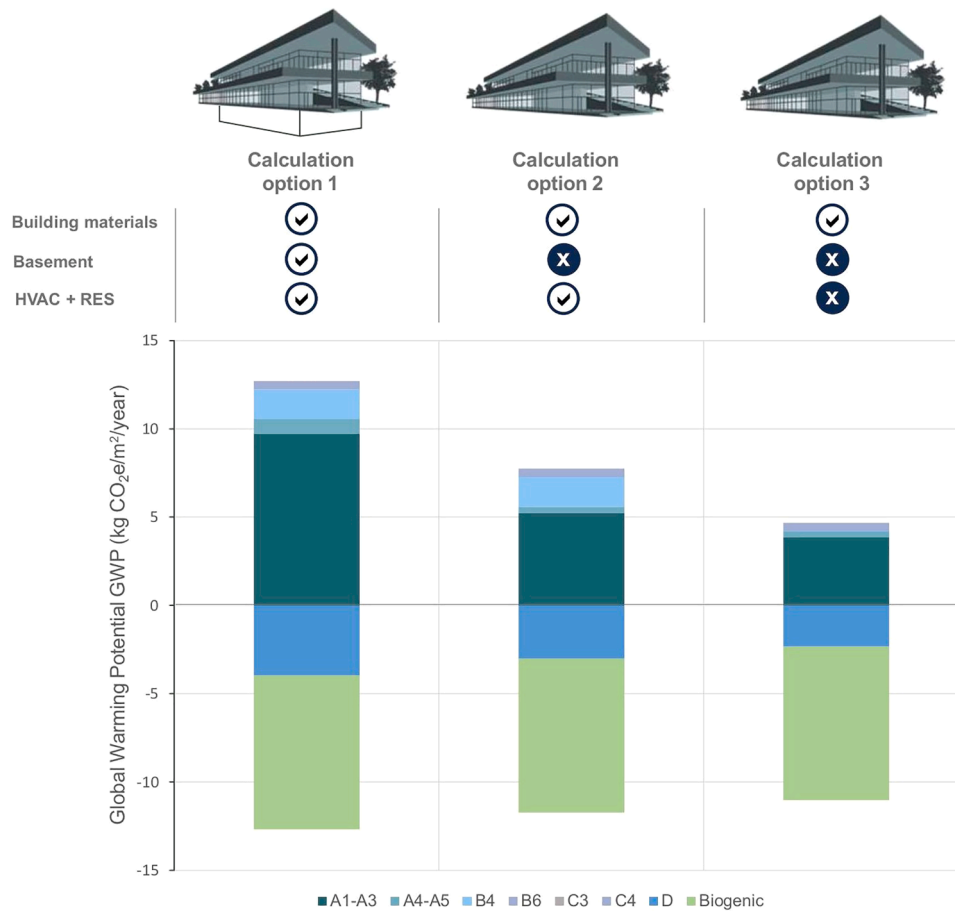 Calculation
option 1
Calculation
option 2
Calculation
option 3
Building materials
Basement
X
X
HVAC + RES
X
Global Warming Potential GWP (kg CO₂e/m²/year)
15
10
5
0
-5
-10
-15
A1-A3 A4-A5 B4 B6 C3 C4 D Biogenic